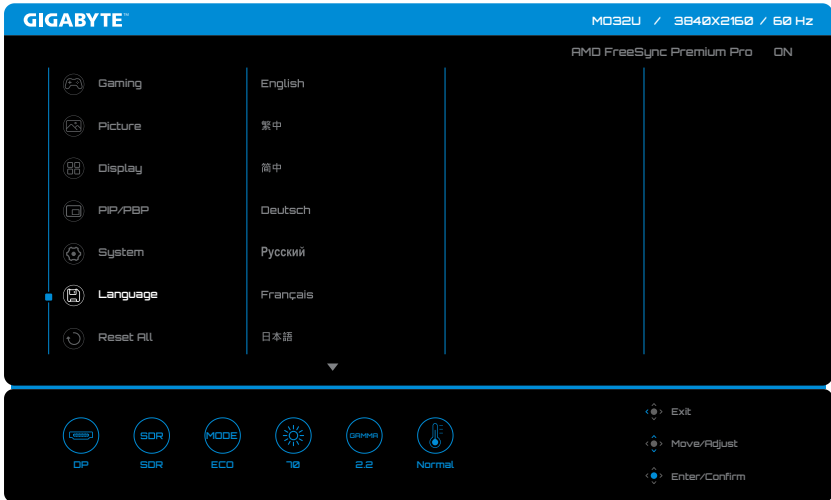 GIGABYTE™
MO32U / 3840X2160 / 60 Hz
AMD FreeSync Premium Pro ON
Gaming
Picture
Display
PIP/PBP
System
Language
Reset All
English
繁中
简中
Deutsch
Русский
Français
日本語
DP
SDR
SDR
MODE
ECO
70
GAMMA
2.2
Normal
Exit
Move/Adjust
Enter/Confirm